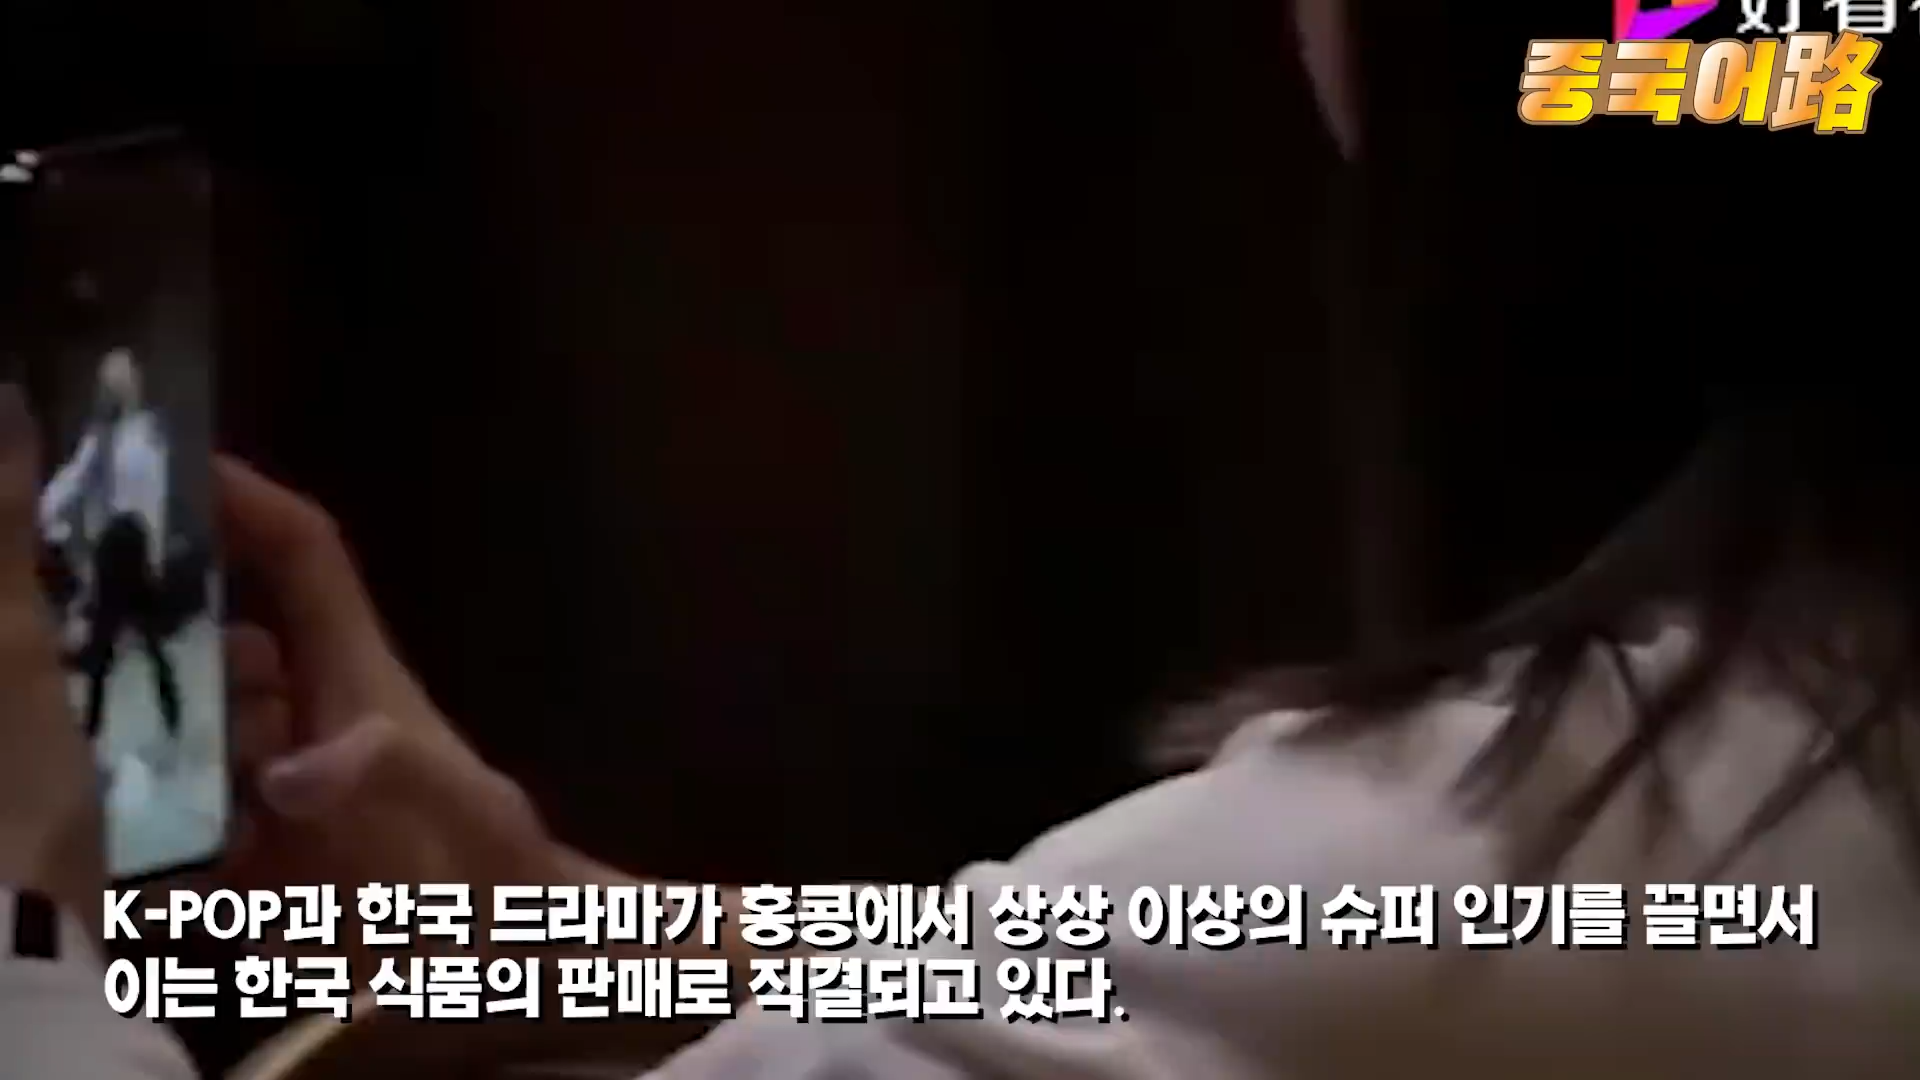 中국어路
K-POP과 한국 드라마가 홍콩에서 상상 이상의 슈퍼 인기를 끌면서
이는 한국 식품의 판매로 직결되고 있다.